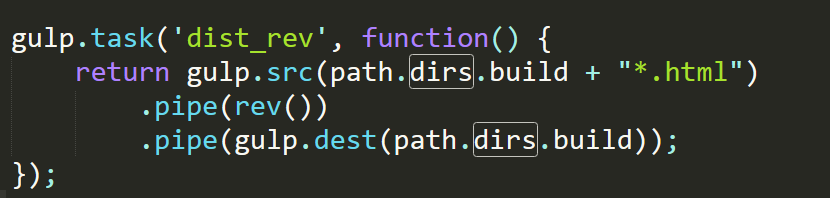 gulp.task('dist_rev', function() {
    return gulp.src(path.dirs.build + "*.html")
        .pipe(rev())
        .pipe(gulp.dest(path.dirs.build));
});